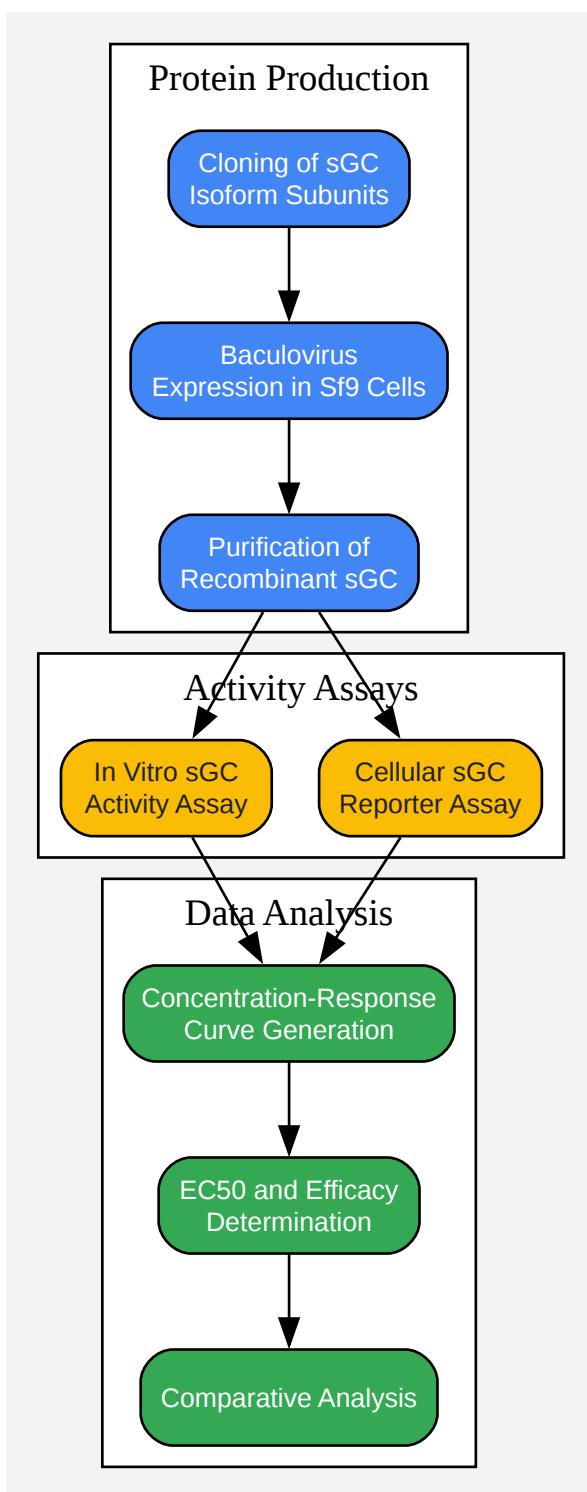 Protein Production
Cloning of sGC
Isoform Subunits
Baculovirus
Expression in Sf9 Cells
Purification of
Recombinant sGC
Activity Assays
In Vitro sGC
Activity Assay
Cellular sGC
Reporter Assay
Data Analysis
Concentration-Response
Curve Generation
EC50 and Efficacy
Determination
Comparative Analysis